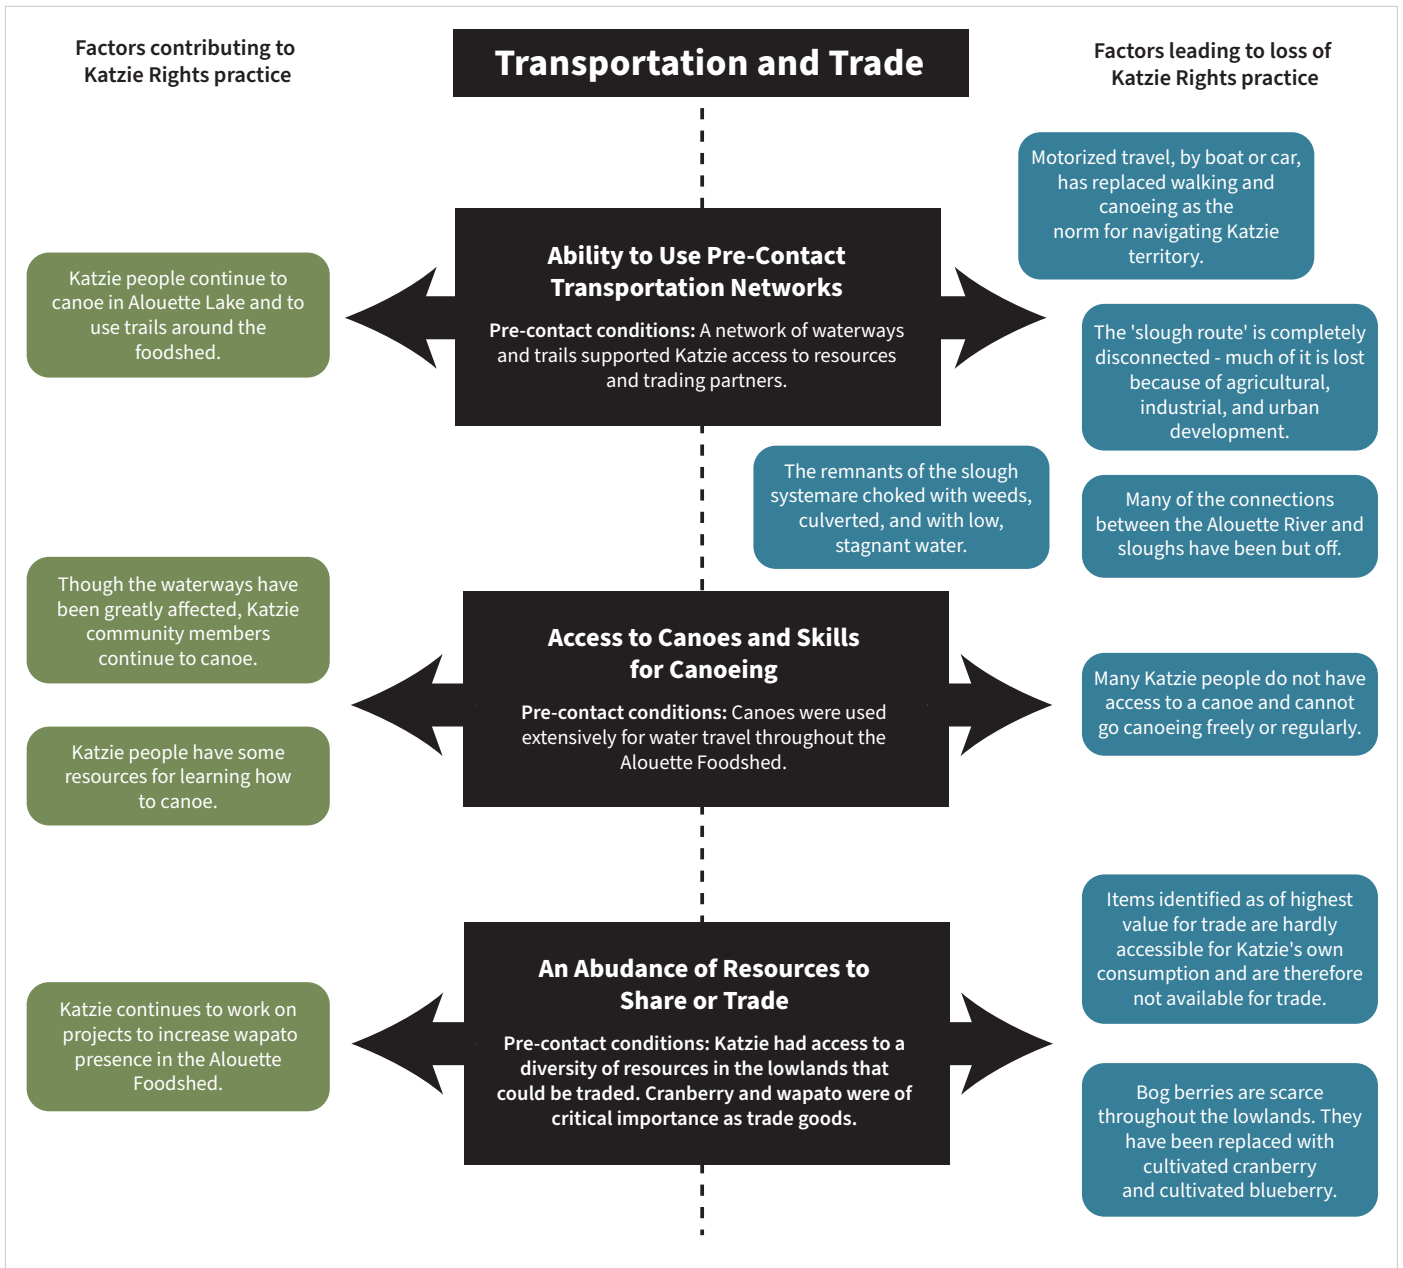 Factors contributing to
Katzie Rights practice
Transportation and Trade
Factors leading to loss of
Katzie Rights practice
Motorized travel, by boat or car,
has replaced walking and
canoeing as the
norm for navigating Katzie
territory.
Ability to Use Pre-Contact
Transportation Networks
Pre-contact conditions: A network of waterways
and trails supported Katzie access to resources
and trading partners.
Katzie people continue to
canoe in Alouette Lake and to
use trails around the
foodshed.
The 'slough route' is completely
disconnected - much of it is lost
because of agricultural,
industrial, and urban
development.
The remnants of the slough
systemare choked with weeds,
culverted, and with low,
stagnant water.
Many of the connections
between the Alouette River and
sloughs have been but off.
Though the waterways have
been greatly affected, Katzie
community members
continue to canoe.
Access to Canoes and Skills
for Canoeing
Pre-contact conditions: Canoes were used
extensively for water travel throughout the
Alouette Foodshed.
Many Katzie people do not have
access to a canoe and cannot
go canoeing freely or regularly.
Katzie people have some
resources for learning how
to canoe.
Items identified as of highest
value for trade are hardly
accessible for Katzie's own
consumption and are therefore
not available for trade.
An Abudance of Resources to
Share or Trade
Pre-contact conditions: Katzie had access to a
diversity of resources in the lowlands that
could be traded. Cranberry and wapato were of
critical importance as trade goods.
Katzie continues to work on
projects to increase wapato
presence in the Alouette
Foodshed.
Bog berries are scarce
throughout the lowlands. They
have been replaced with
cultivated cranberry
and cultivated blueberry.